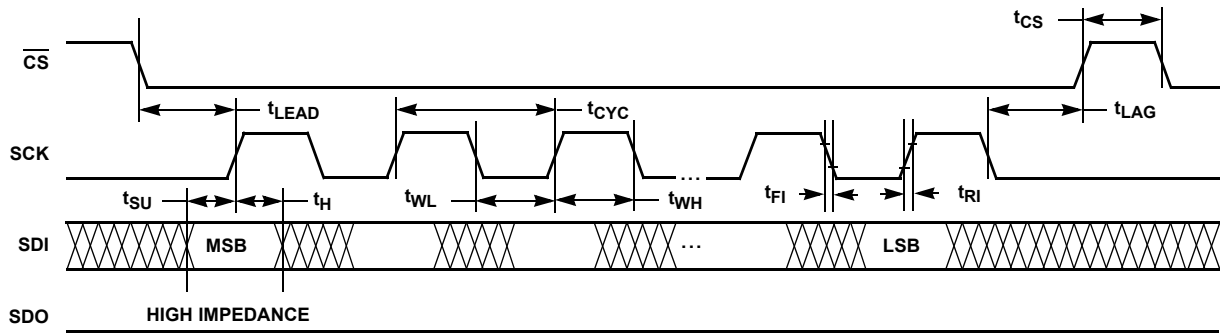 tCS
CS
tLEAD
tCYC
tLAG
SCK
...
tSU
tH
tWL
tWH
tFI
tRI
SDI
MSB
...
LSB
HIGH IMPEDANCE
SDO